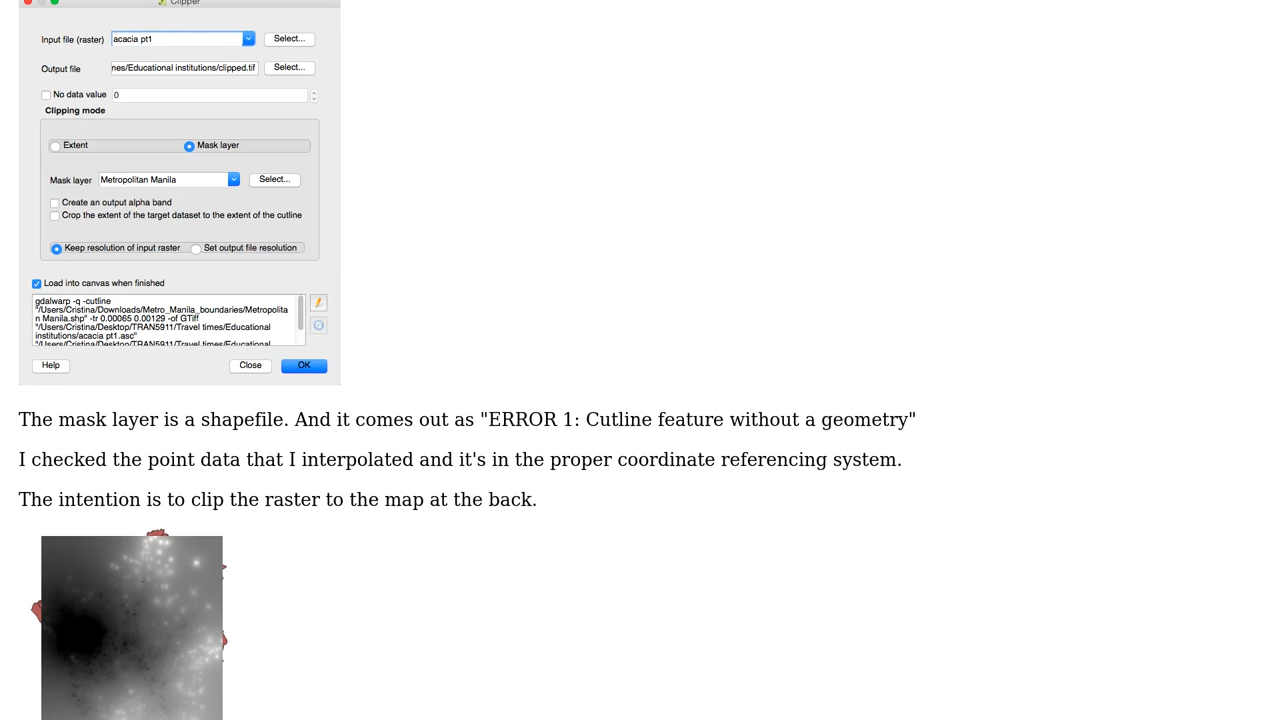 Clipper
Input file (raster) acacia pt1 Select...
Output file nes/Educational institutions/clipped.tif Select...
No data value 0
Clipping mode
Extent Mask layer
Mask layer Metropolitan Manila Select...
Create an output alpha band
Crop the extent of the target dataset to the extent of the cutline
Keep resolution of input raster Set output file resolution
Load into canvas when finished
gdalwarp -q -cutline
"/Users/Cristina/Downloads/Metro_Manila_boundaries/Metropolita
n Manila.shp" -tr 0.00065 0.00129 -of GTiff
"/Users/Cristina/Desktop/TRAN5911/Travel times/Educational
institutions/acacia pt1.asc"
"/Users/Cristina/Desktop/TRAN5911/Travel times/Educational
Help Close OK
The mask layer is a shapefile. And it comes out as "ERROR 1: Cutline feature without a geometry"
I checked the point data that I interpolated and it's in the proper coordinate referencing system.
The intention is to clip the raster to the map at the back.